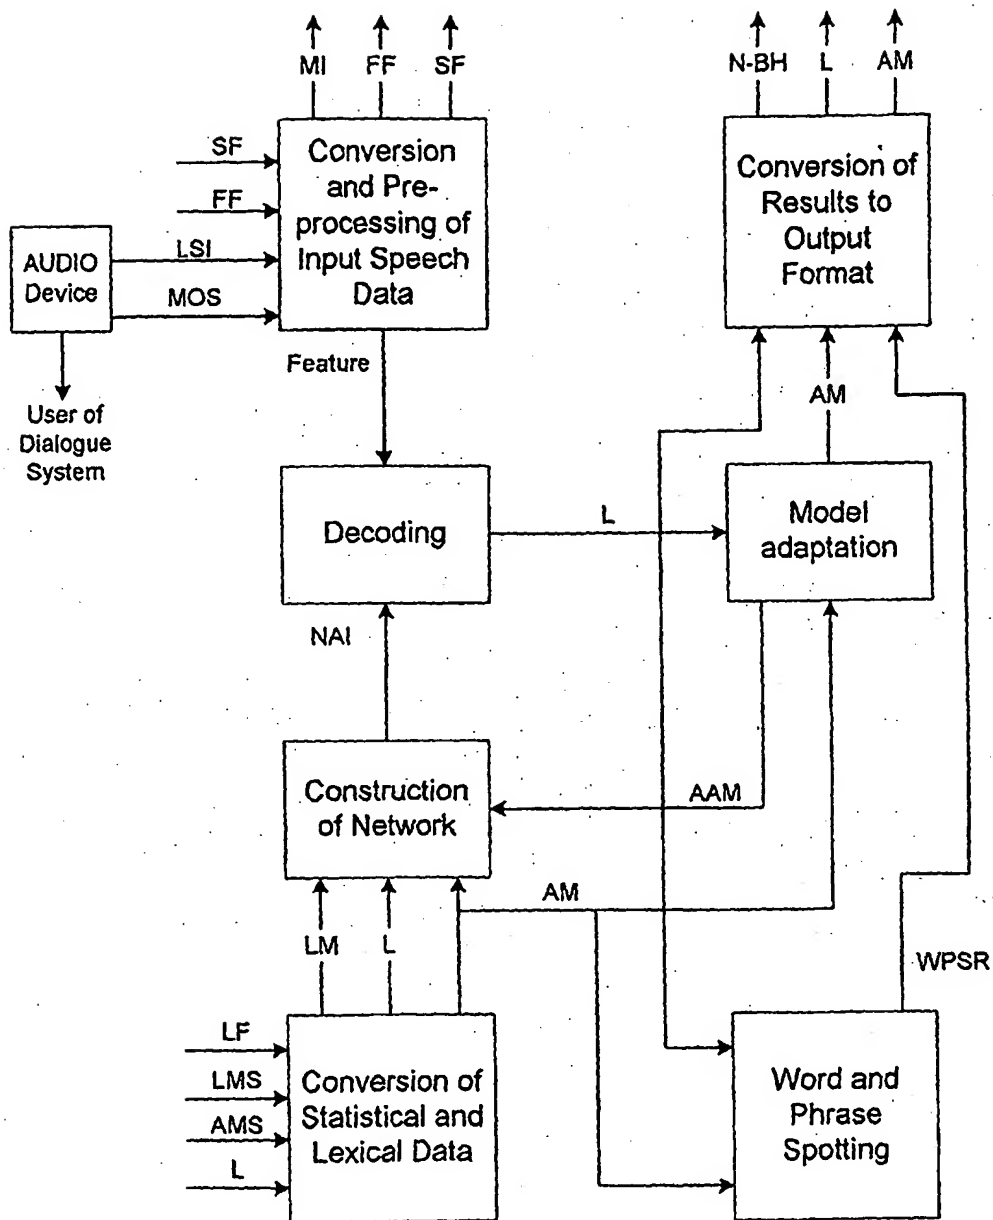 MI FF SF
N-BH L AM
SF
FF
LSI
MOS
AUDIO
Device
Conversion
and Pre-
processing of
Input Speech
Data
Conversion of
Results to
Output
Format
Feature
User of
Dialogue
System
AM
Decoding
L
Model
adaptation
NAI
Construction
of Network
AAM
AM
LM L
WPSR
LF
LMS
AMS
L
Conversion of
Statistical and
Lexical Data
Word and
Phrase
Spotting